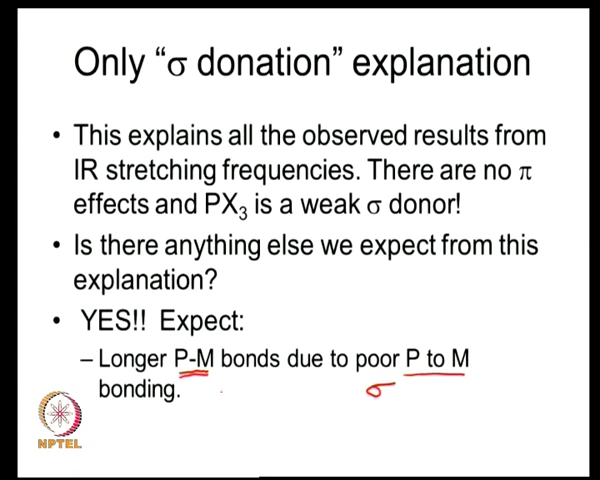 Only “σ donation” explanation
• This explains all the observed results from
IR stretching frequencies. There are no π
effects and PX₃ is a weak σ donor!
• Is there anything else we expect from this
explanation?
• YES!! Expect:
– Longer P-M bonds due to poor P to M
bonding.
σ
NPTEL